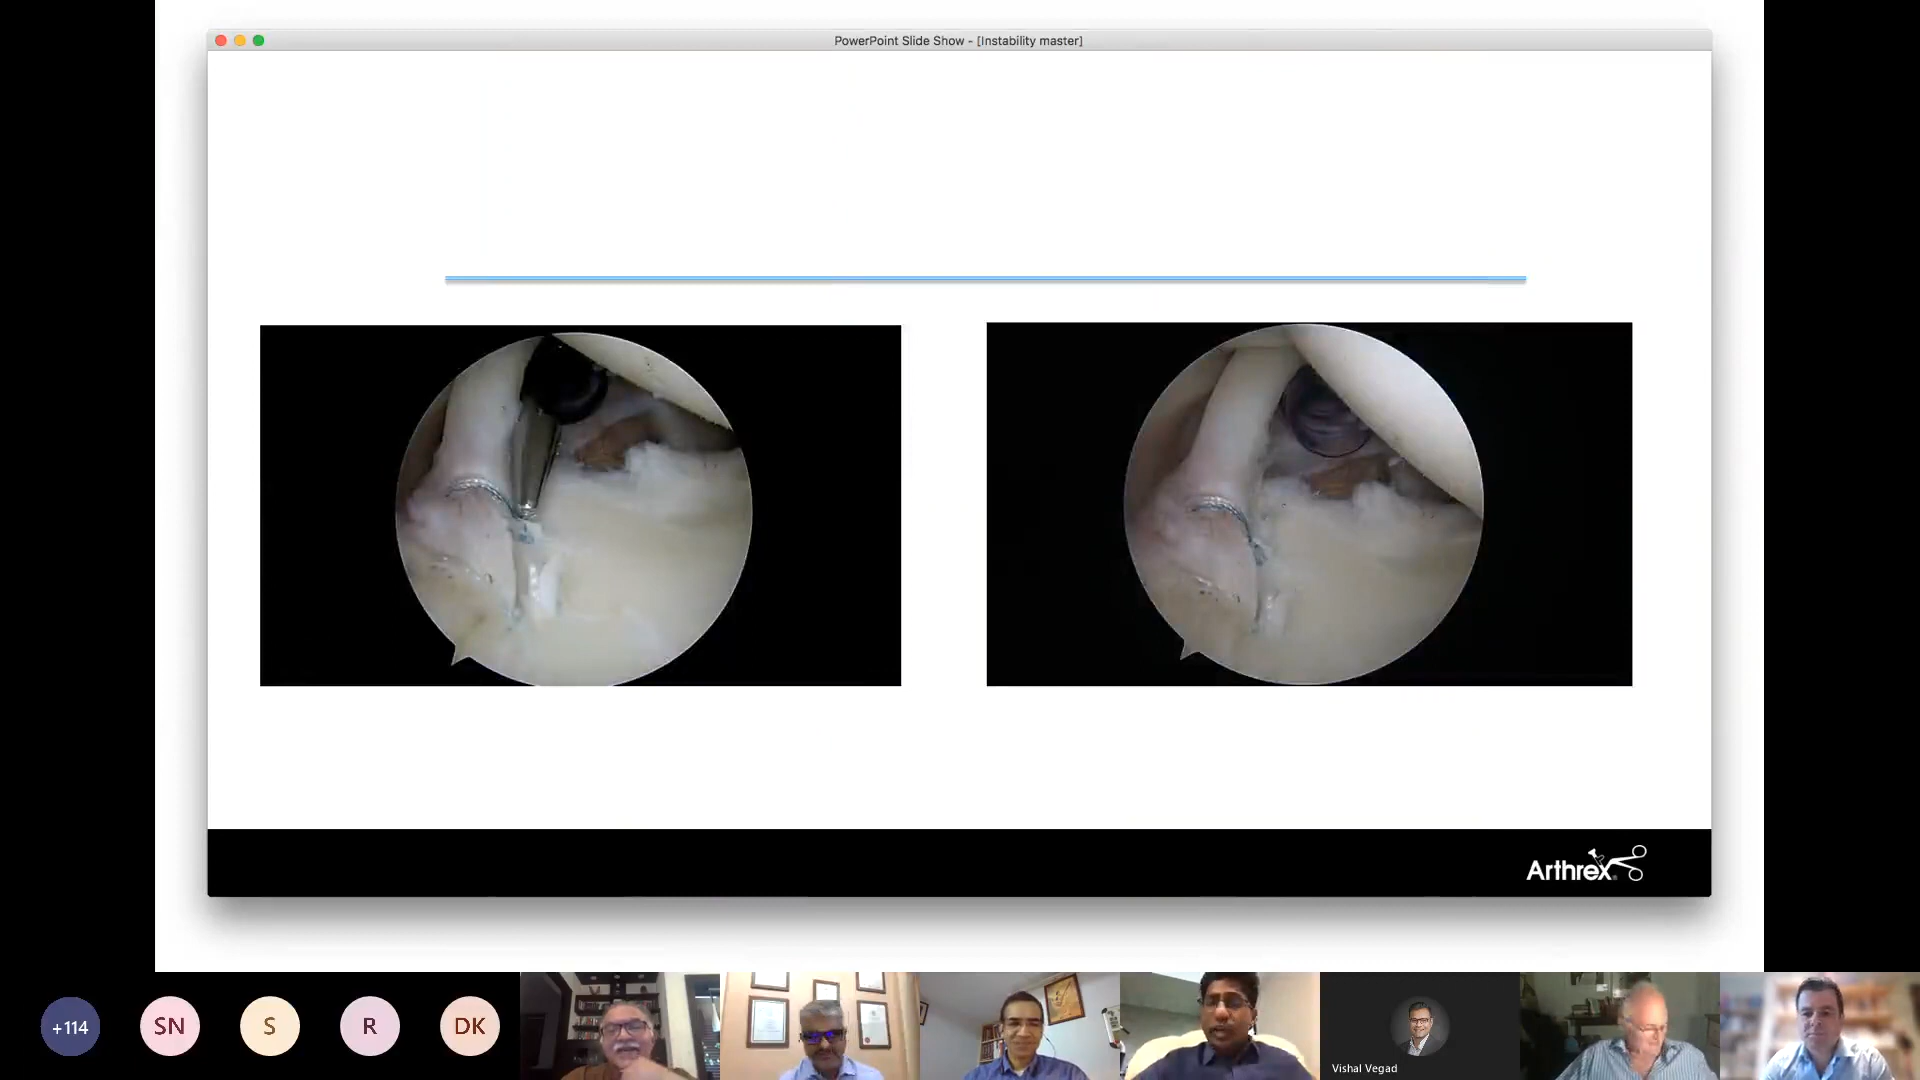 PowerPoint Slide Show - [Instability master]
Arthrex
+114
SN
S
R
DK
Vishal Vegad